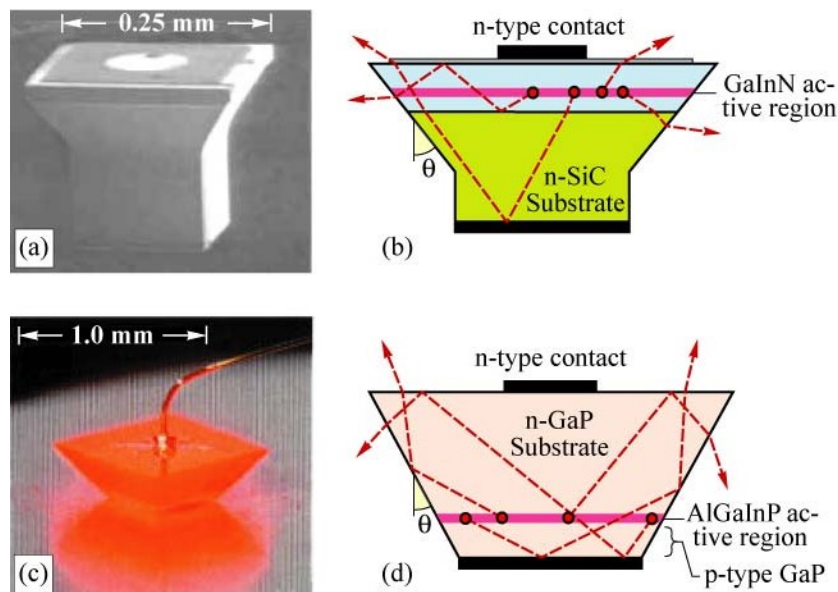 0.25 mm
(a)
n-type contact
GaInN ac-
tive region
θ
n-SiC
Substrate
(b)
1.0 mm
(c)
n-type contact
n-GaP
Substrate
θ
AlGaInP ac-
tive region
p-type GaP
(d)